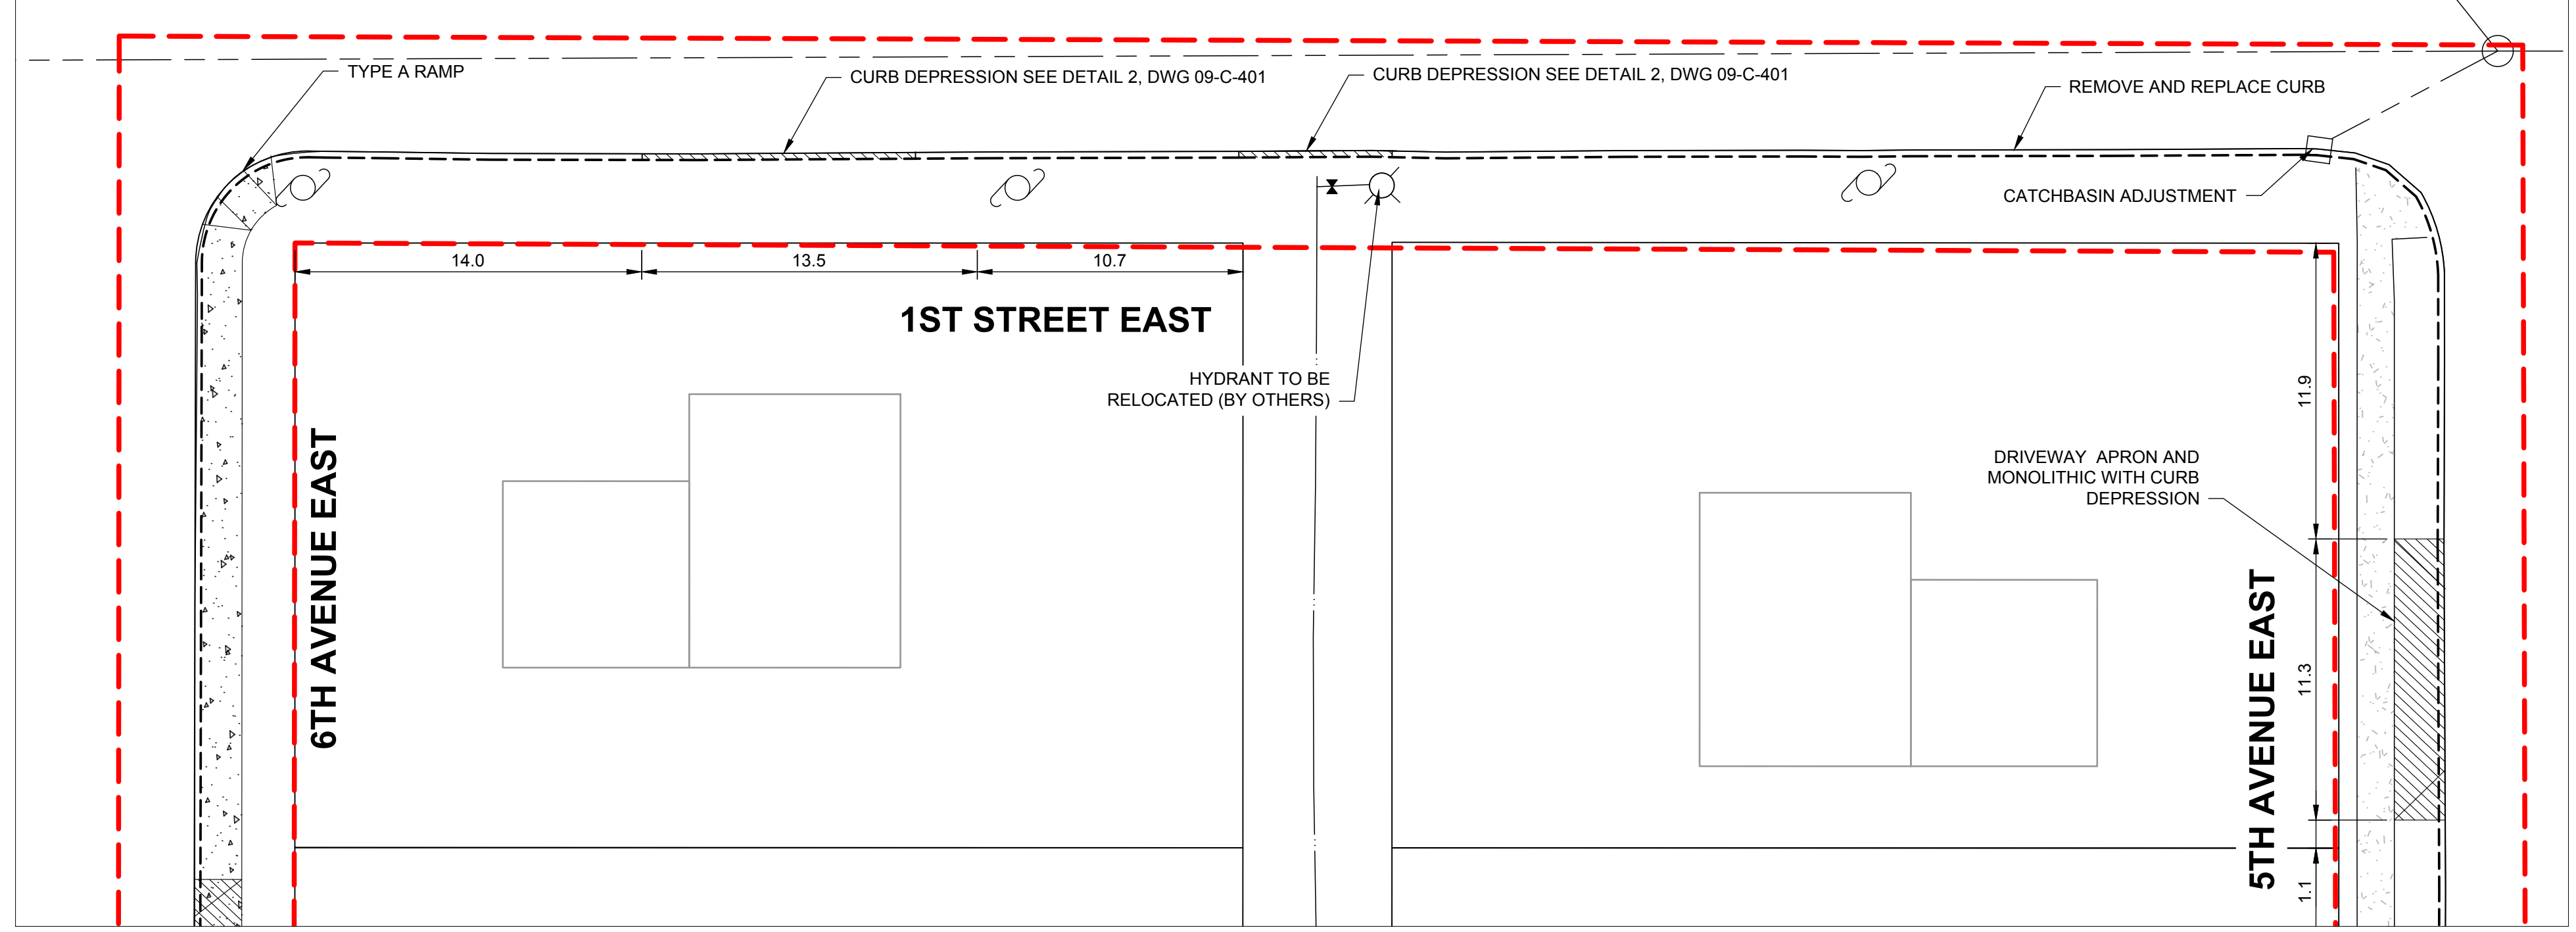 TYPE A RAMP
CURB DEPRESSION SEE DETAIL 2, DWG 09-C-401
CURB DEPRESSION SEE DETAIL 2, DWG 09-C-401
REMOVE AND REPLACE CURB
CATCHBASIN ADJUSTMENT
14.0
13.5
10.7
1ST STREET EAST
HYDRANT TO BE
RELOCATED (BY OTHERS)
11.9
DRIVEWAY APRON AND
MONOLITHIC WITH CURB
DEPRESSION
6TH AVENUE EAST
11.3
5TH AVENUE EAST
1.1